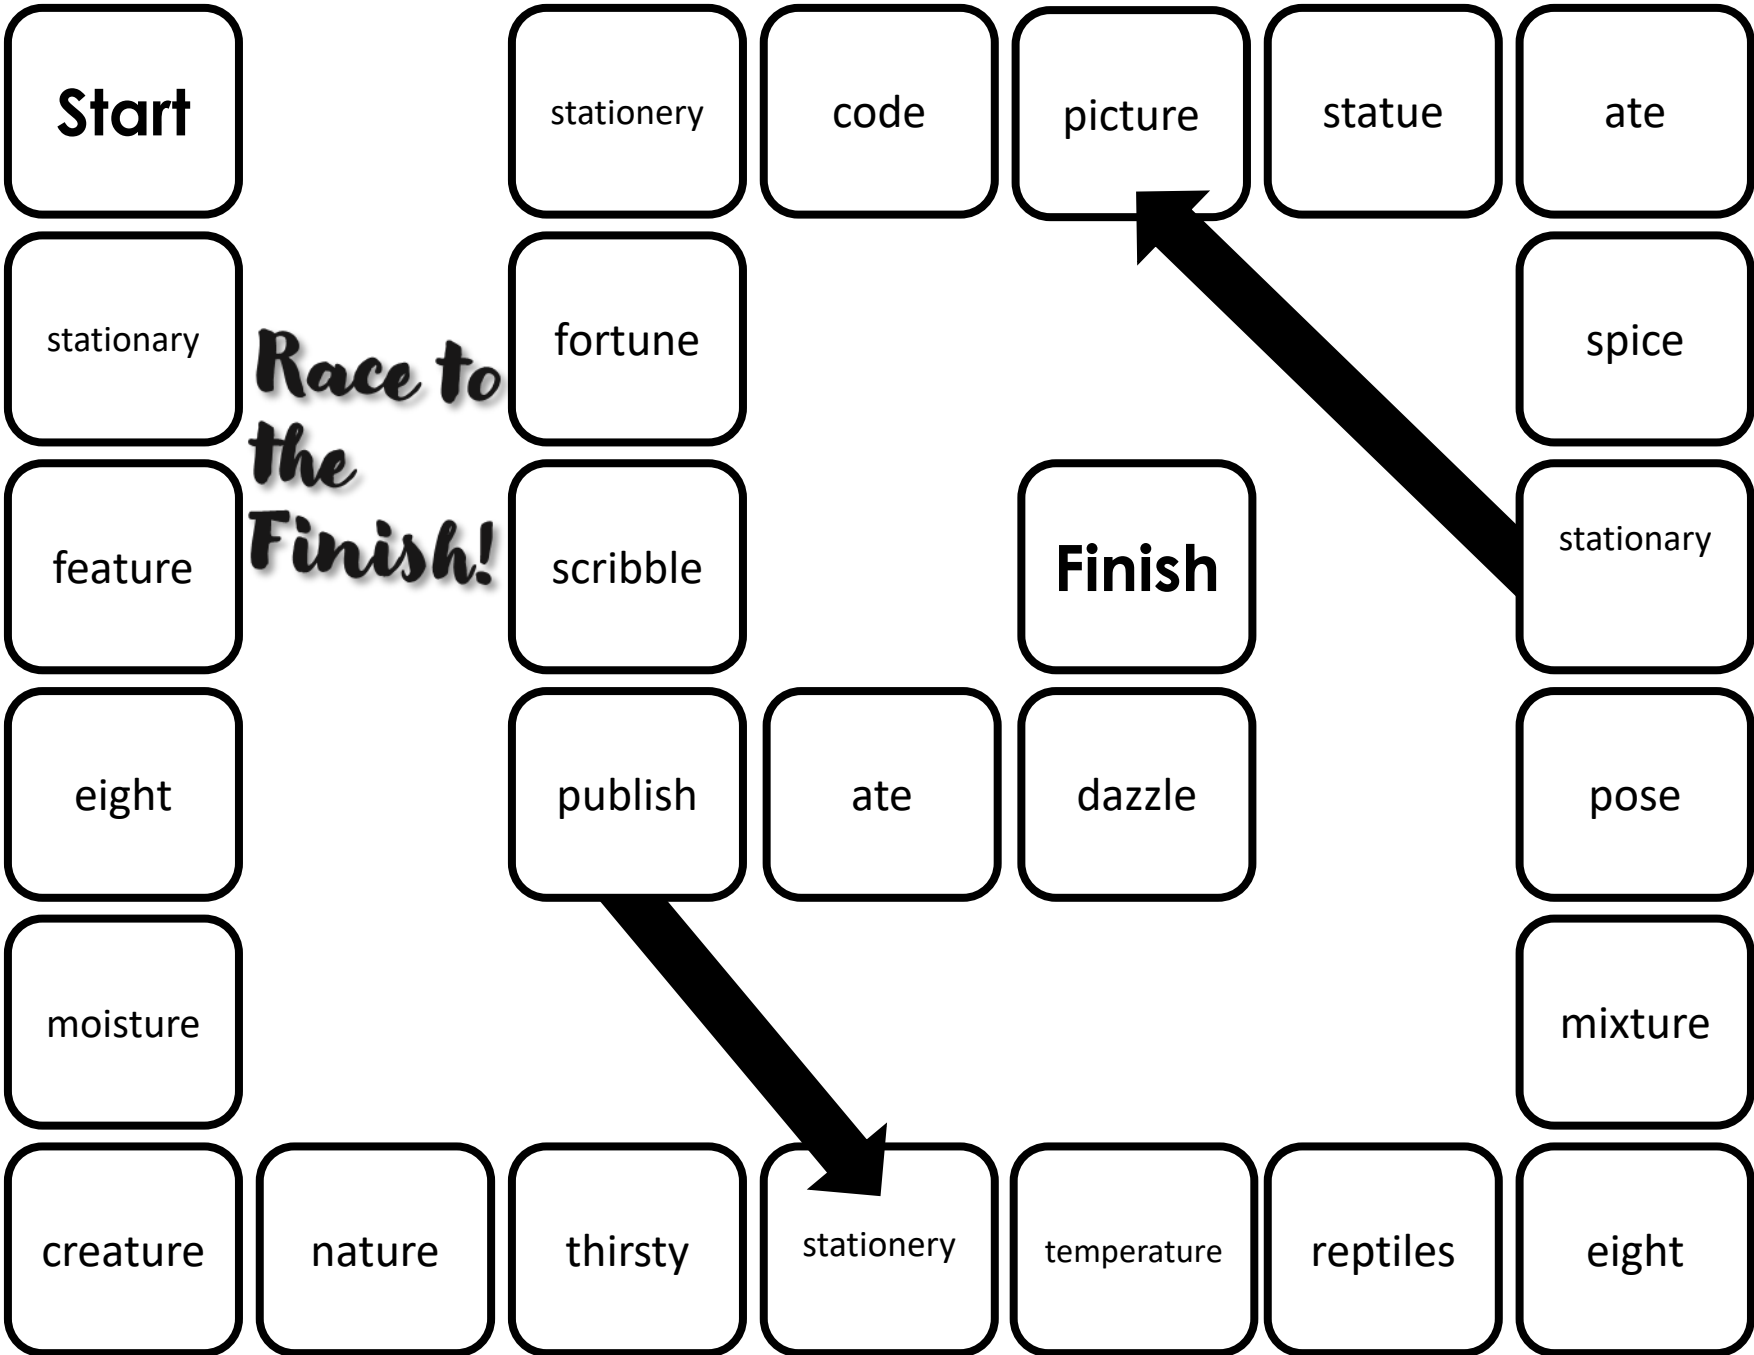 Start
stationery
code
picture
statue
ate
stationary
Race to
the
Finish!
fortune
spice
feature
scribble
Finish
stationary
eight
publish
ate
dazzle
pose
moisture
mixture
creature
nature
thirsty
stationery
temperature
reptiles
eight